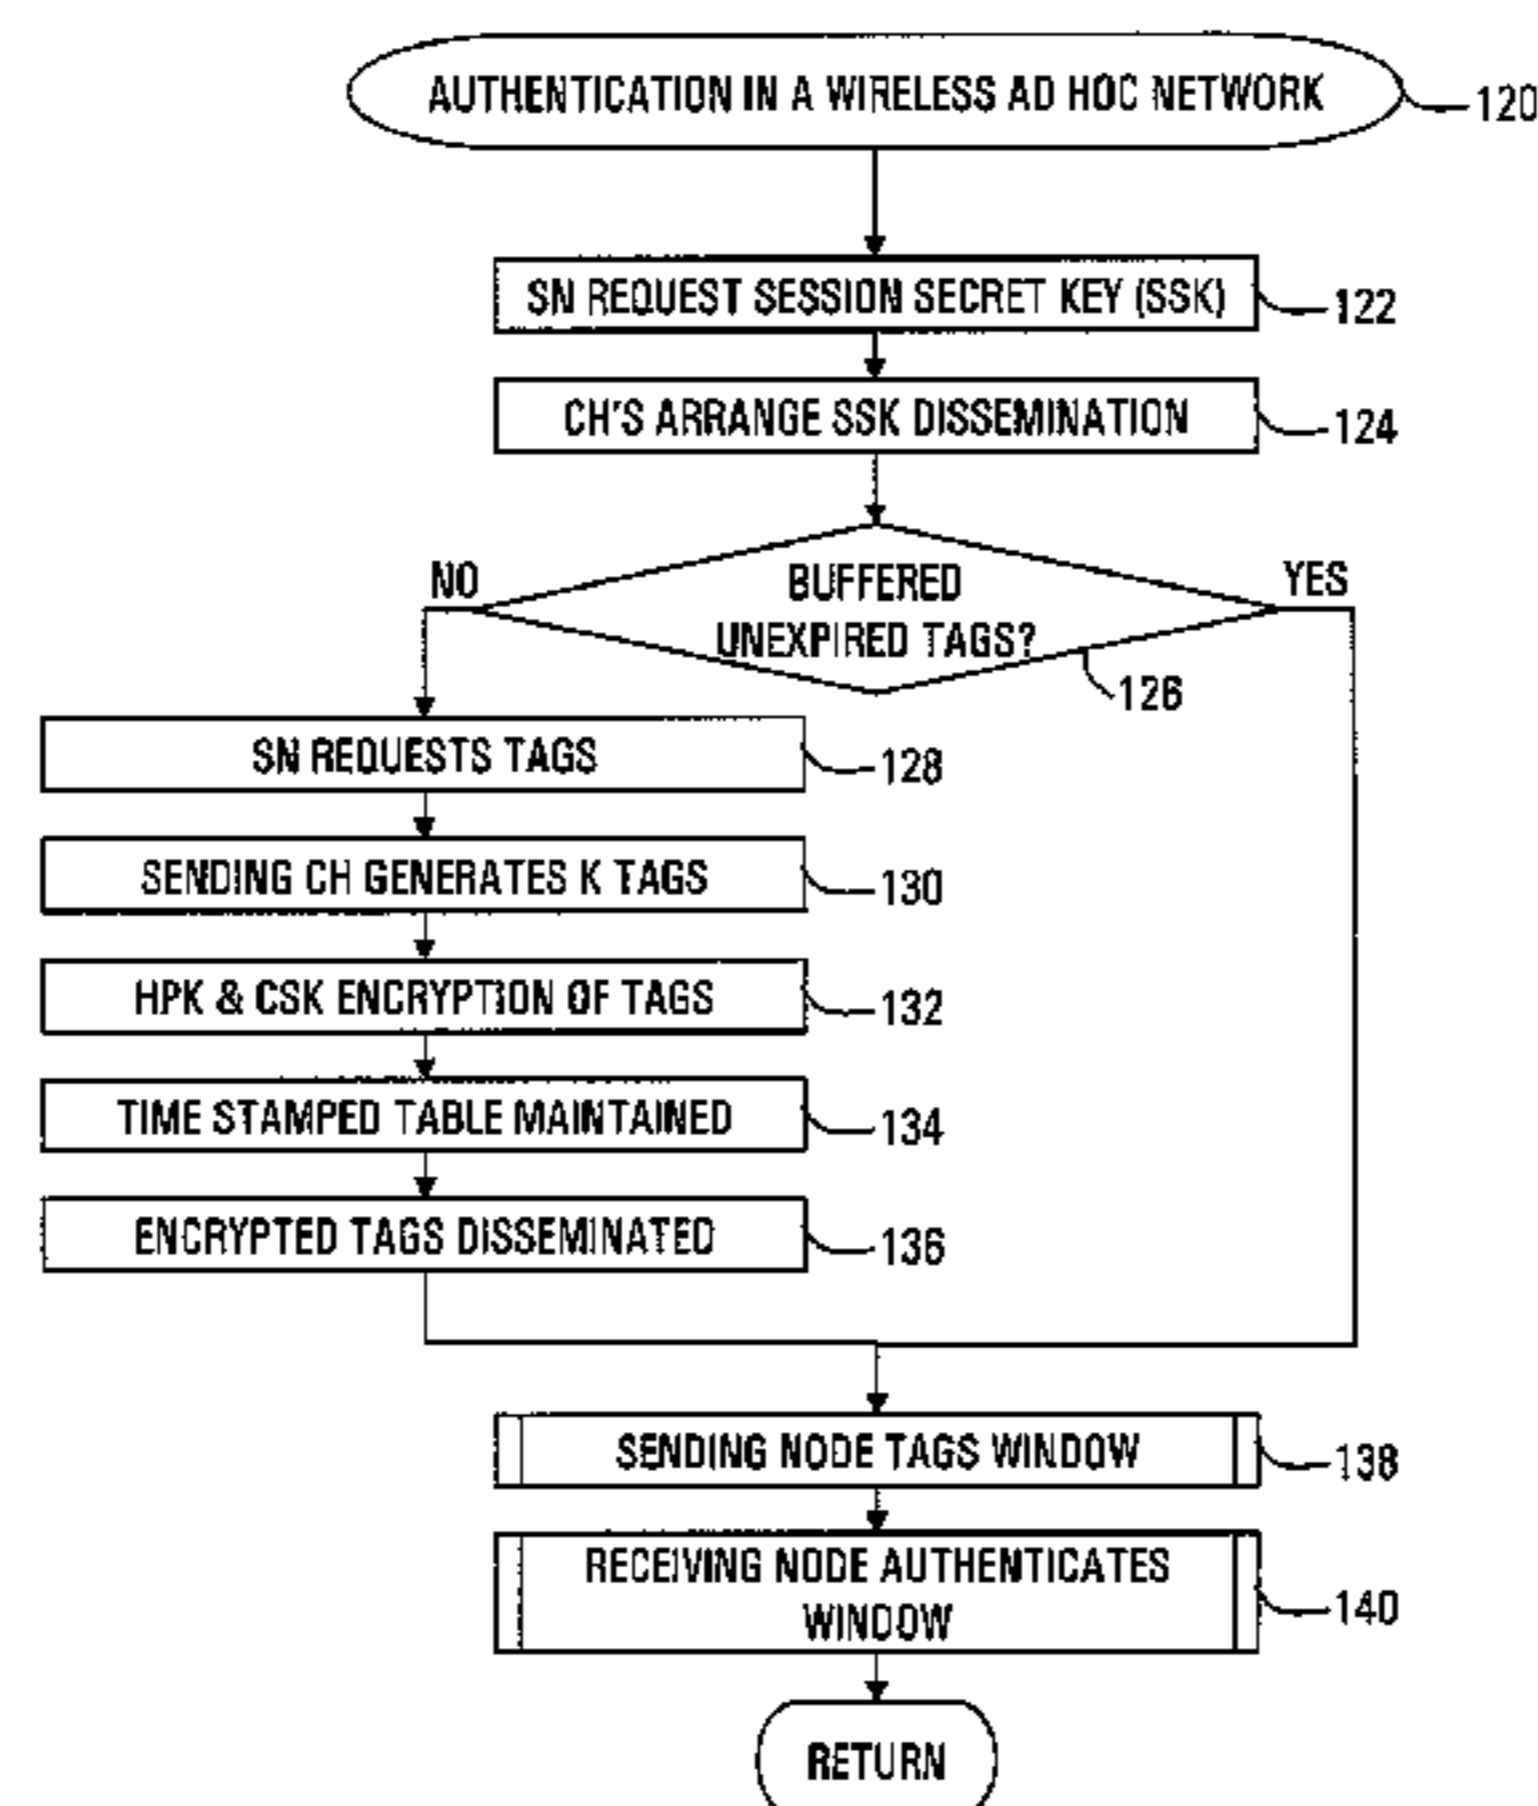 AUTHENTICATION IN A WIRELESS AD HOC NETWORK
120
SN REQUEST SESSION SECRET KEY (SSK)
122
CH'S ARRANGE SSK DISSEMINATION
124
NO
BUFFERED
UNEXPIRED TAGS?
YES
126
SN REQUESTS TAGS
128
SENDING CH GENERATES K TAGS
130
HPK & CSK ENCRYPTION OF TAGS
132
TIME STAMPED TABLE MAINTAINED
134
ENCRYPTED TAGS DISSEMINATED
136
SENDING NODE TAGS WINDOW
138
RECEIVING NODE AUTHENTICATES
WINDOW
140
RETURN